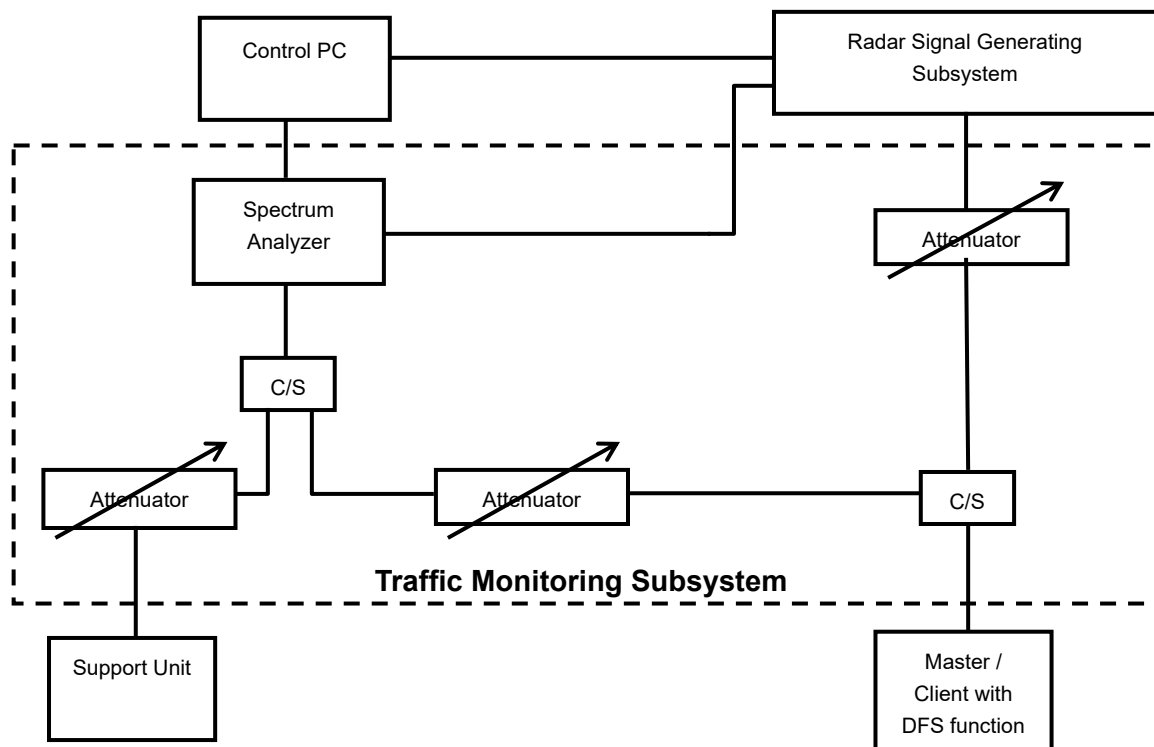 Control PC
Radar Signal Generating
Subsystem
Spectrum
Analyzer
Attenuator
C/S
Attenuator
Attenuator
C/S
Traffic Monitoring Subsystem
Support Unit
Master /
Client with
DFS function